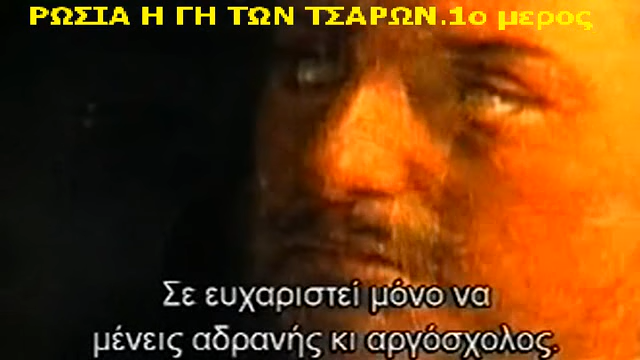 ΡΩΣΙΑ Η ΓΗ ΤΩΝ ΤΣΑΡΩΝ.1ο μερος
Σε ευχαριστεί μόνο να
μένεις αδρανής κι αργόσχολος.